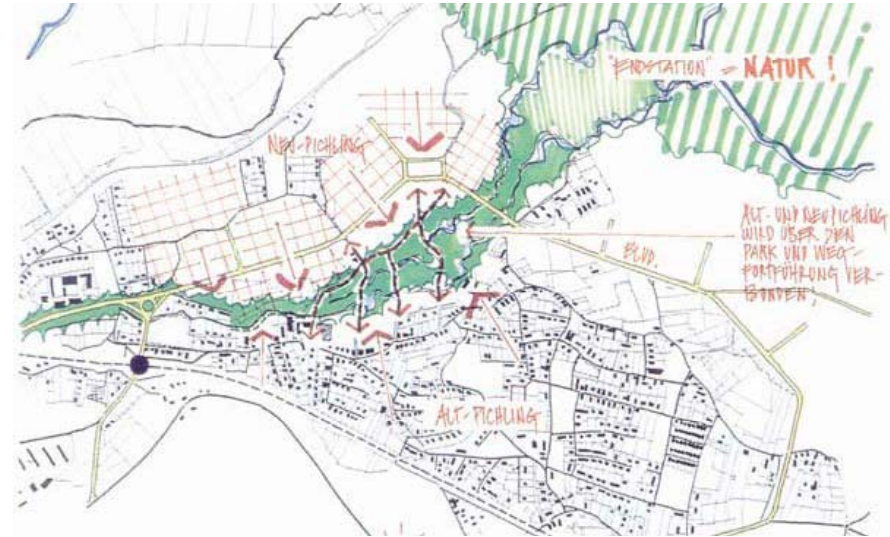 "ENDSTATION" = NATUR !
NEU-PICHLING
ALT- UND NEUPICHLING
WIRD ÜBER DEN
PARK UND WEG-
FORTFÜHRUNG VER-
BUNDEN!
BLVD.
ALT-PICHLING